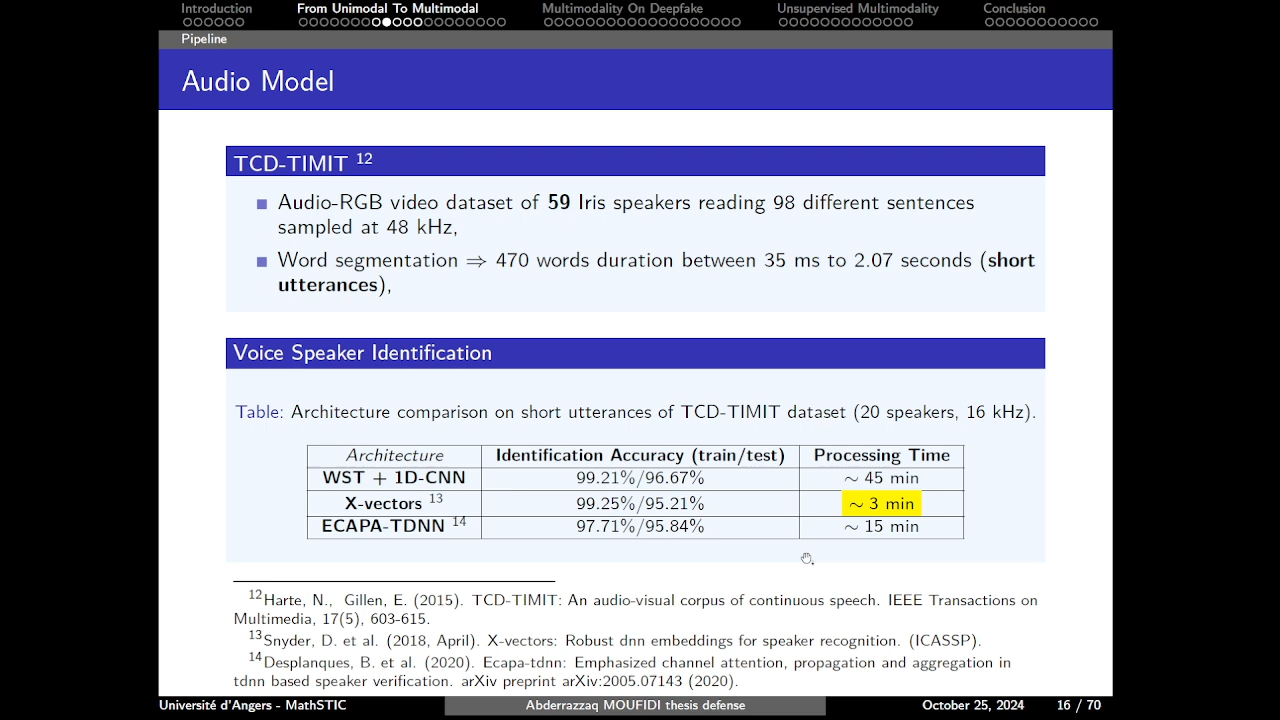 Introduction From Unimodal To Multimodal Multimodality On Deepfake Unsupervised Multimodality Conclusion
Pipeline
Audio Model
TCD-TIMIT 12
Audio-RGB video dataset of 59 Iris speakers reading 98 different sentences
sampled at 48 kHz,
Word segmentation ⇒ 470 words duration between 35 ms to 2.07 seconds (short
utterances),
Voice Speaker Identification
Table: Architecture comparison on short utterances of TCD-TIMIT dataset (20 speakers, 16 kHz).
Architecture Identification Accuracy (train/test) Processing Time
WST + 1D-CNN 99.21%/96.67% ∼ 45 min
X-vectors 13 99.25%/95.21% ∼ 3 min
ECAPA-TDNN 14 97.71%/95.84% ∼ 15 min
12Harte, N., Gillen, E. (2015). TCD-TIMIT: An audio-visual corpus of continuous speech. IEEE Transactions on
Multimedia, 17(5), 603-615.
13Snyder, D. et al. (2018, April). X-vectors: Robust dnn embeddings for speaker recognition. (ICASSP).
14Desplanques, B. et al. (2020). Ecapa-tdnn: Emphasized channel attention, propagation and aggregation in
tdnn based speaker verification. arXiv preprint arXiv:2005.07143 (2020).
Université d'Angers - MathSTIC Abderrazzaq MOUFIDI thesis defense October 25, 2024 16 / 70